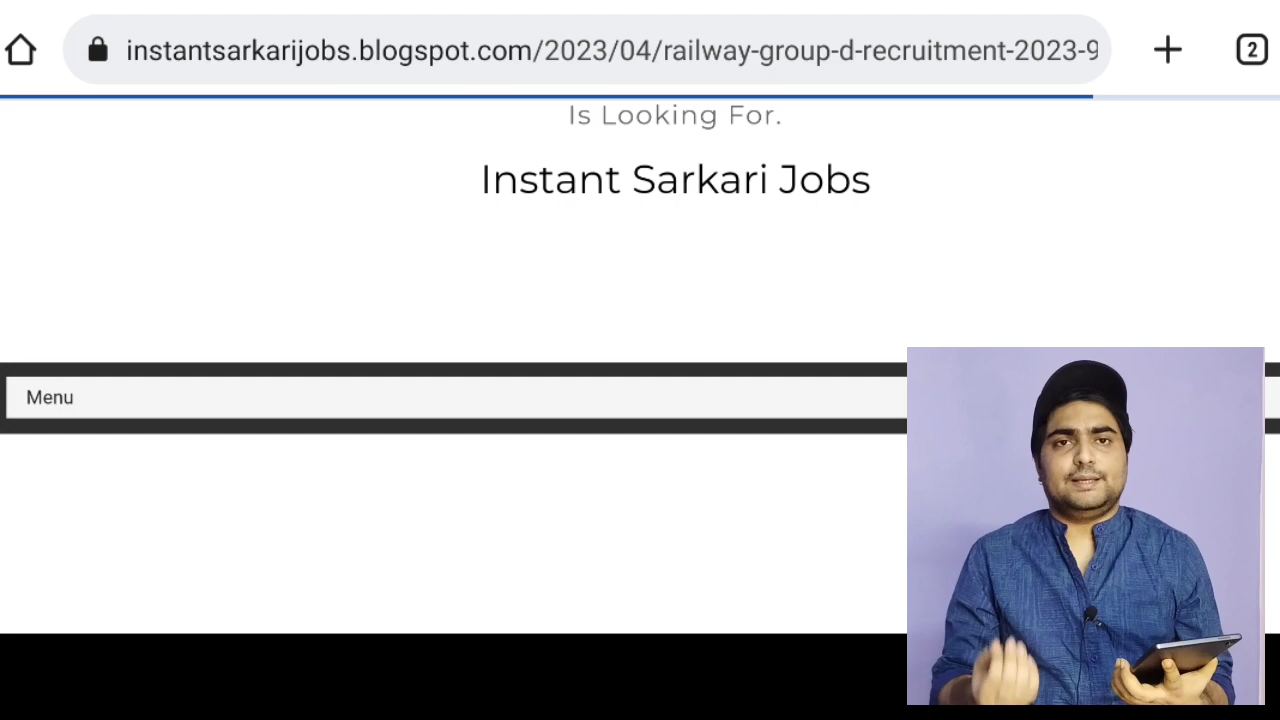 instantsarkarijobs.blogspot.com/2023/04/railway-group-d-recruitment-2023-9
2
Is Looking For.
Instant Sarkari Jobs
Menu